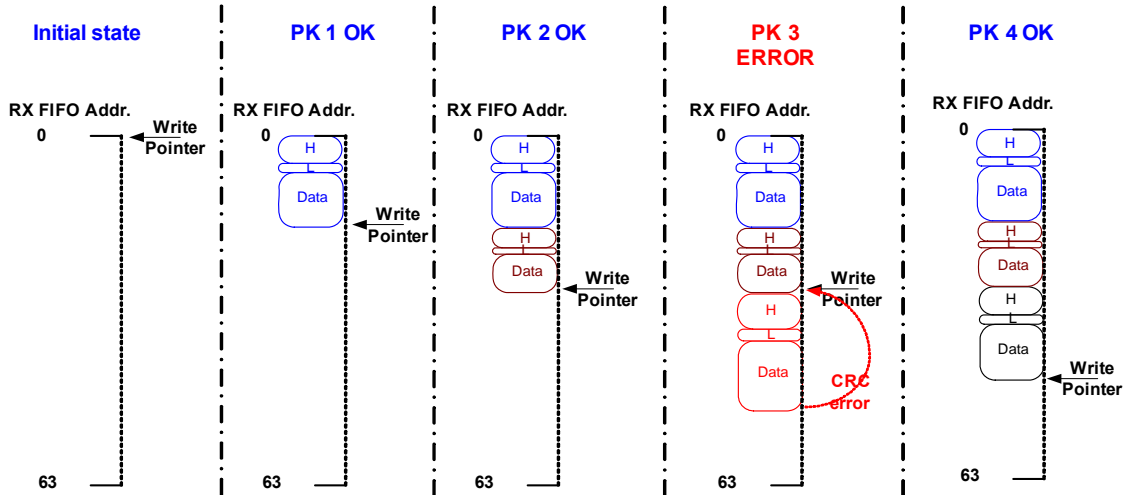 Initial state
RX FIFO Addr.
0
Write
Pointer
63
PK 1 OK
RX FIFO Addr.
0
H
L
Data
Write
Pointer
63
PK 2 OK
RX FIFO Addr.
0
H
L
Data
H
L
Data
Write
Pointer
63
PK 3
ERROR
RX FIFO Addr.
0
H
L
Data
H
L
Data
Write
Pointer
H
L
Data
CRC
error
63
PK 4 OK
RX FIFO Addr.
0
H
L
Data
H
L
Data
H
L
Data
Write
Pointer
63